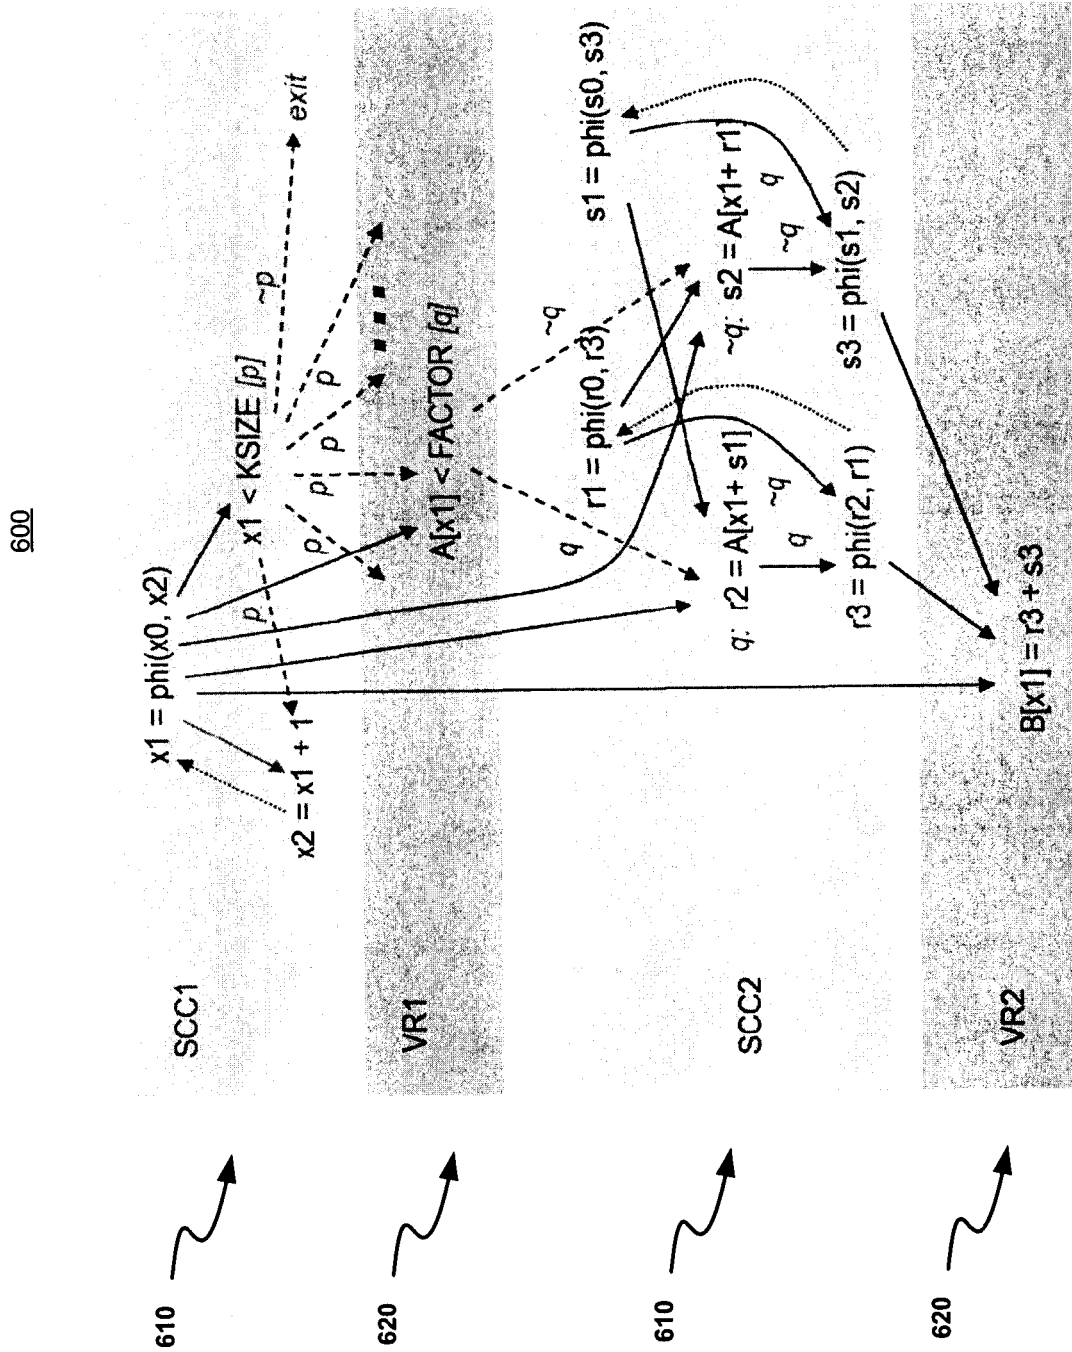 600
SCC1
x1 = phi(x0, x2)
x1 < KSIZE [p]
x2 = x1 + 1
exit
p
p
p
p
p
~p
VR1
A[x1] < FACTOR [q]
q
~q
SCC2
r1 = phi(r0, r3)
s1 = phi(s0, s3)
q: r2 = A[x1+ s1]
~q: s2 = A[x1+ r1]
q
~q
~q
q
r3 = phi(r2, r1)
s3 = phi(s1, s2)
VR2
B[x1] = r3 + s3
610
620
610
620